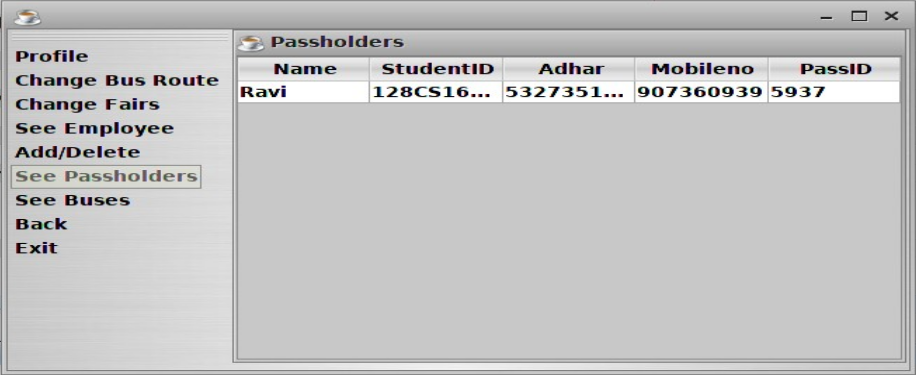 Profile
Change Bus Route
Change Fairs
See Employee
Add/Delete
See Passholders
See Buses
Back
Exit
Passholders
Name StudentID Adhar Mobileno PassID
Ravi 128CS16... 5327351... 907360939 5937